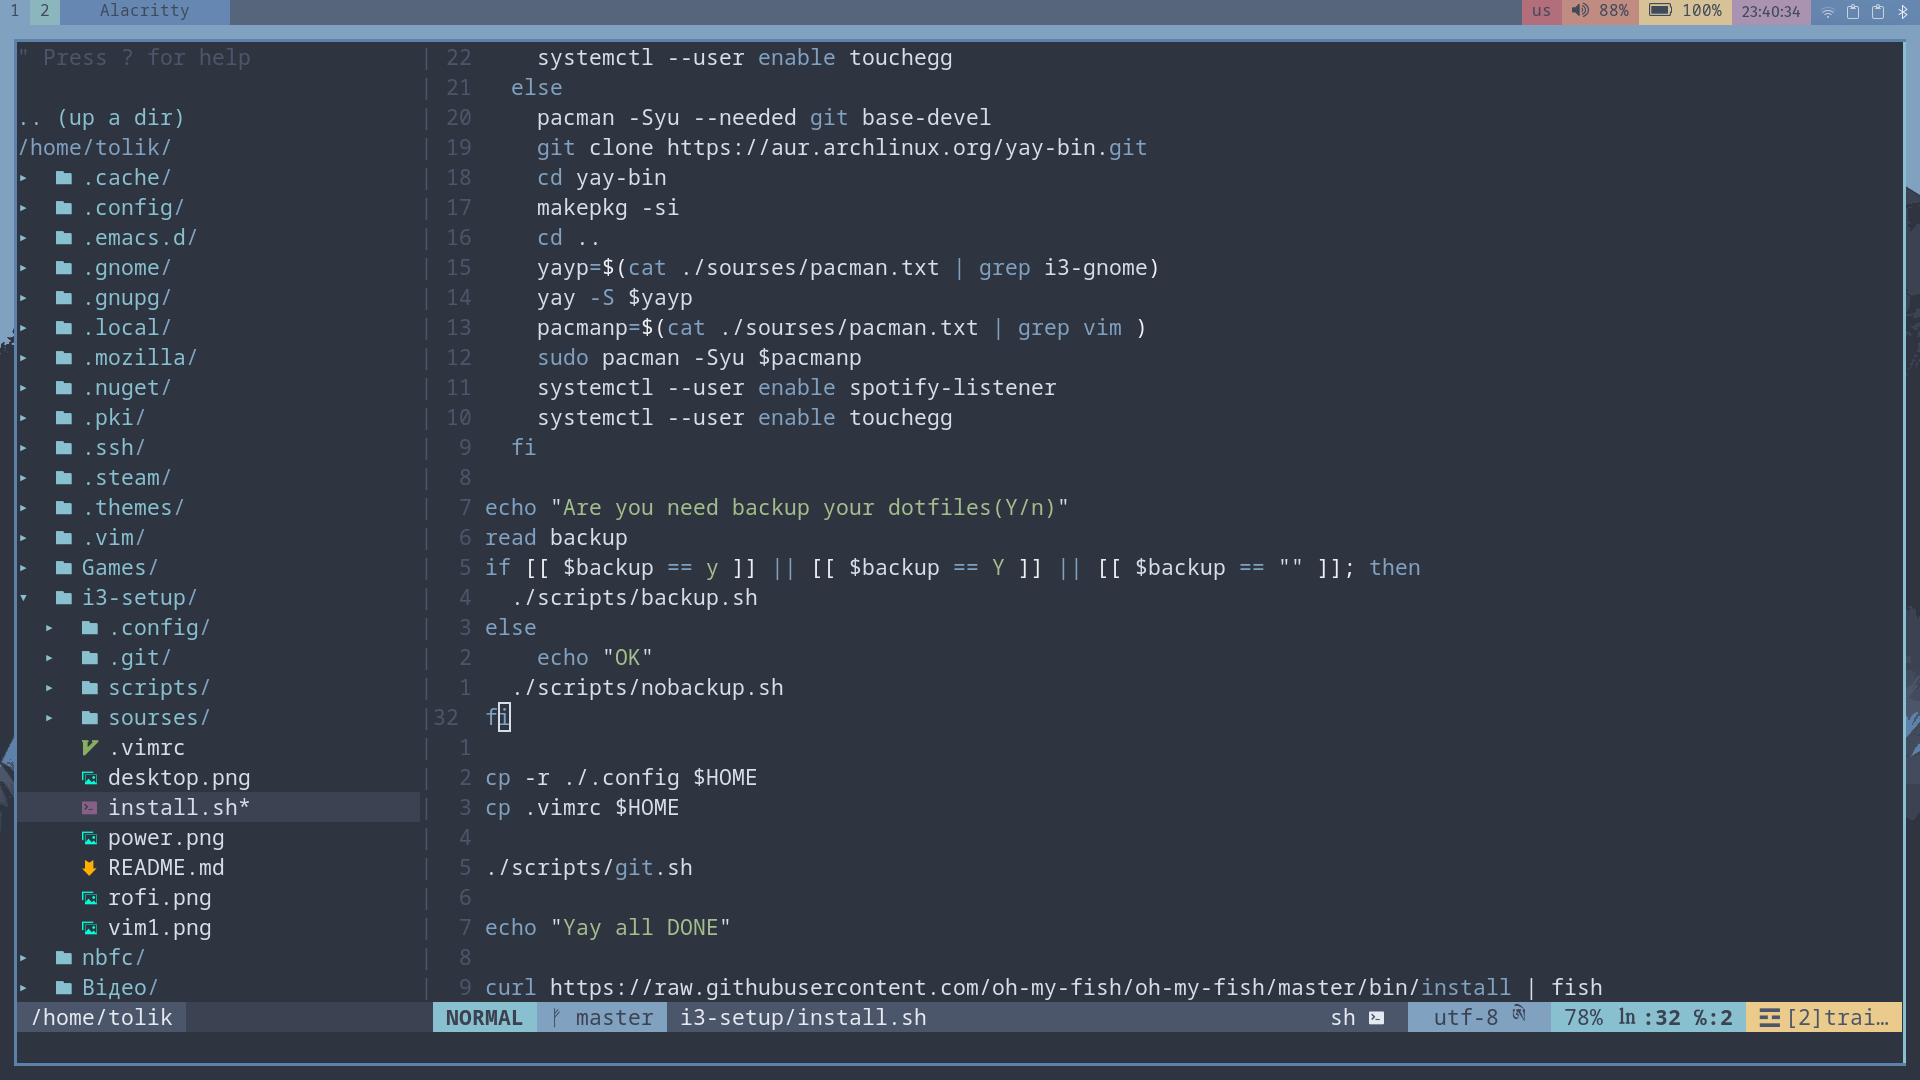 1 2 Alacritty us 88% 100% 23:40:34
" Press ? for help
.. (up a dir)
/home/tolik/
▸ .cache/
▸ .config/
▸ .emacs.d/
▸ .gnome/
▸ .gnupg/
▸ .local/
▸ .mozilla/
▸ .nuget/
▸ .pki/
▸ .ssh/
▸ .steam/
▸ .themes/
▸ .vim/
▸ Games/
▾ i3-setup/
▸ .config/
▸ .git/
▸ scripts/
▸ sourses/
.vimrc
desktop.png
install.sh*
power.png
README.md
rofi.png
vim1.png
▸ nbfc/
▸ Відео/
/home/tolik
22 systemctl --user enable touchegg
21 else
20 pacman -Syu --needed git base-devel
19 git clone https://aur.archlinux.org/yay-bin.git
18 cd yay-bin
17 makepkg -si
16 cd ..
15 yayp=$(cat ./sourses/pacman.txt | grep i3-gnome)
14 yay -S $yayp
13 pacmanp=$(cat ./sourses/pacman.txt | grep vim )
12 sudo pacman -Syu $pacmanp
11 systemctl --user enable spotify-listener
10 systemctl --user enable touchegg
9 fi
8
7 echo "Are you need backup your dotfiles(Y/n)"
6 read backup
5 if [[ $backup == y ]] || [[ $backup == Y ]] || [[ $backup == "" ]]; then
4 ./scripts/backup.sh
3 else
2 echo "OK"
1 ./scripts/nobackup.sh
32 fi
1
2 cp -r ./.config $HOME
3 cp .vimrc $HOME
4
5 ./scripts/git.sh
6
7 echo "Yay all DONE"
8
9 curl https://raw.githubusercontent.com/oh-my-fish/oh-my-fish/master/bin/install | fish
NORMAL master i3-setup/install.sh sh utf-8 78% ln :32 ℅:2 ☲ [2]trai…